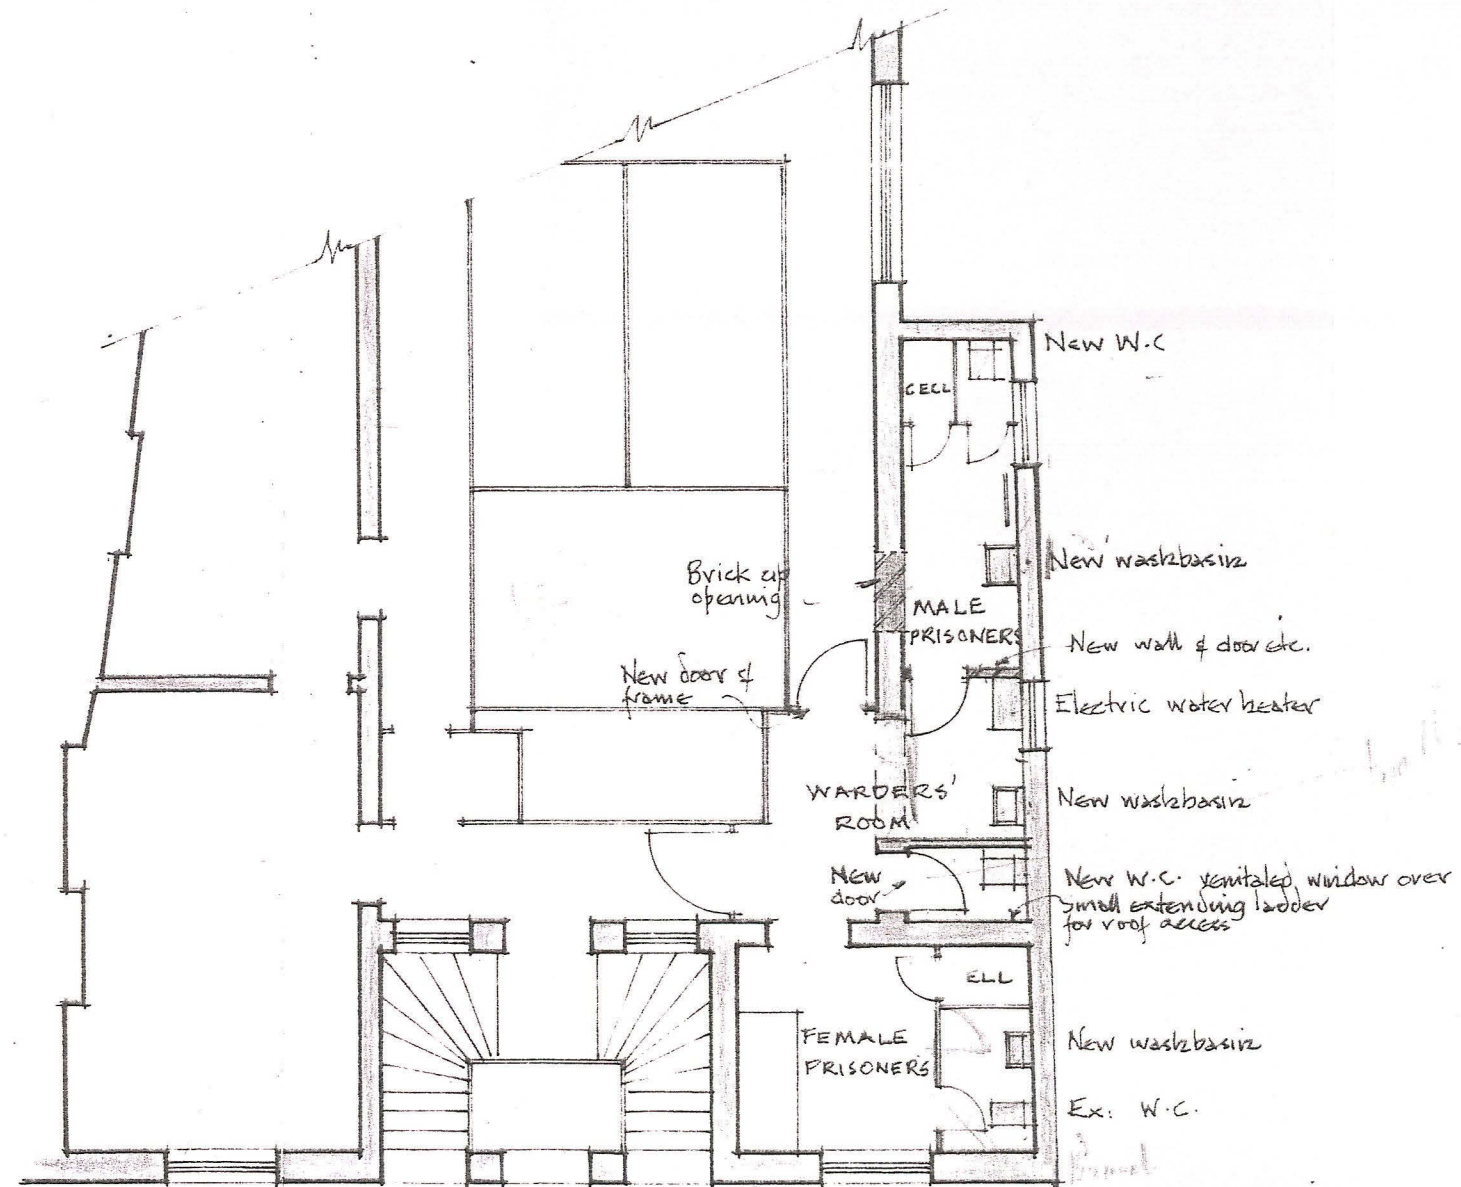 New W.C
CELL
New washbasin
Brick up
opening
MALE
PRISONERS
New wall & door etc.
New door &
frame
Electric water heater
WARDERS'
ROOM
New washbasin
New
door
New W.C. venitaled, window over
small extending ladder
for roof access
ELL
FEMALE
PRISONERS
New washbasin
Ex: W.C.